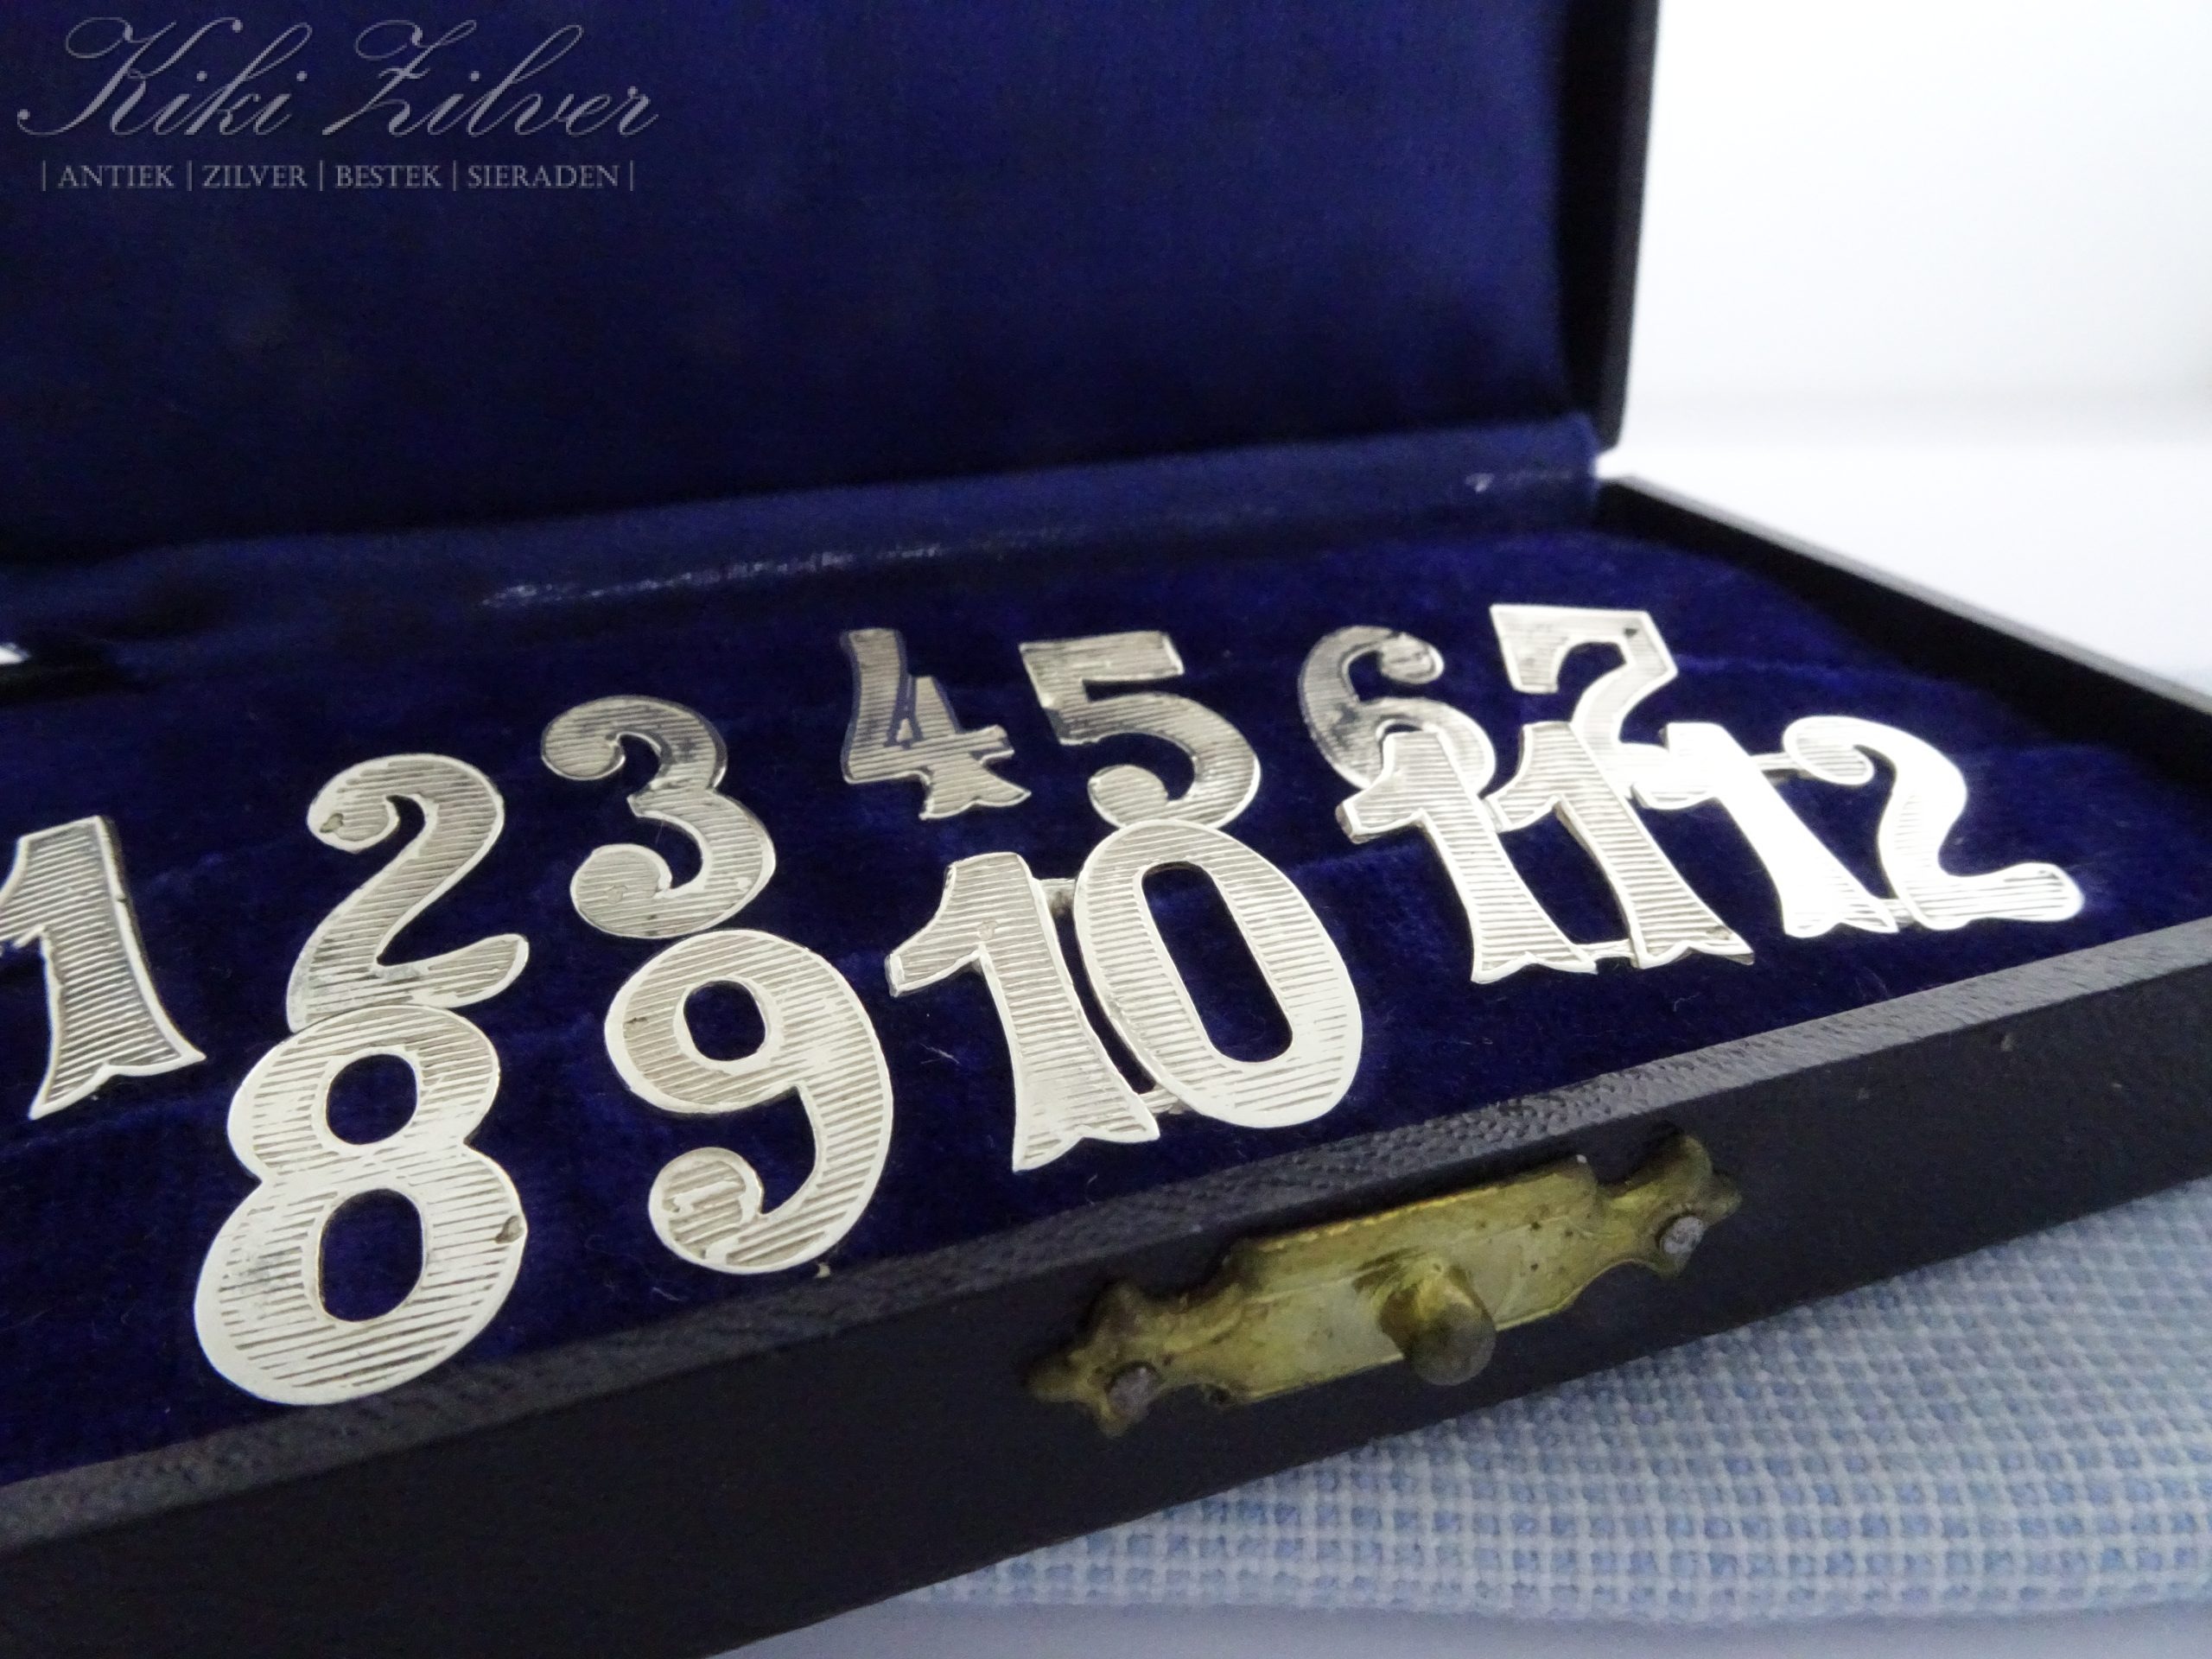 Kiki Zilver
| ANTIEK | ZILVER | BESTEK | SIERADEN |
1 2 3 4 5 6 7
8 9 10 11 12